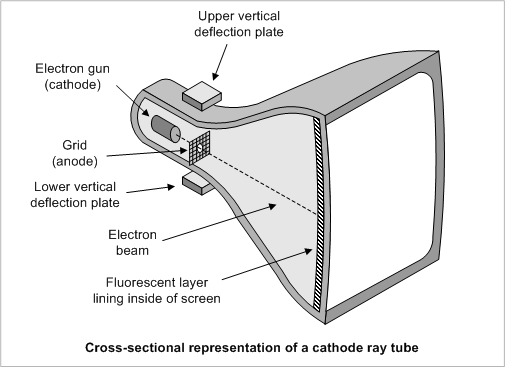 Upper vertical
deflection plate
Electron gun
(cathode)
Grid
(anode)
Lower vertical
deflection plate
Electron
beam
Fluorescent layer
lining inside of screen
Cross-sectional representation of a cathode ray tube